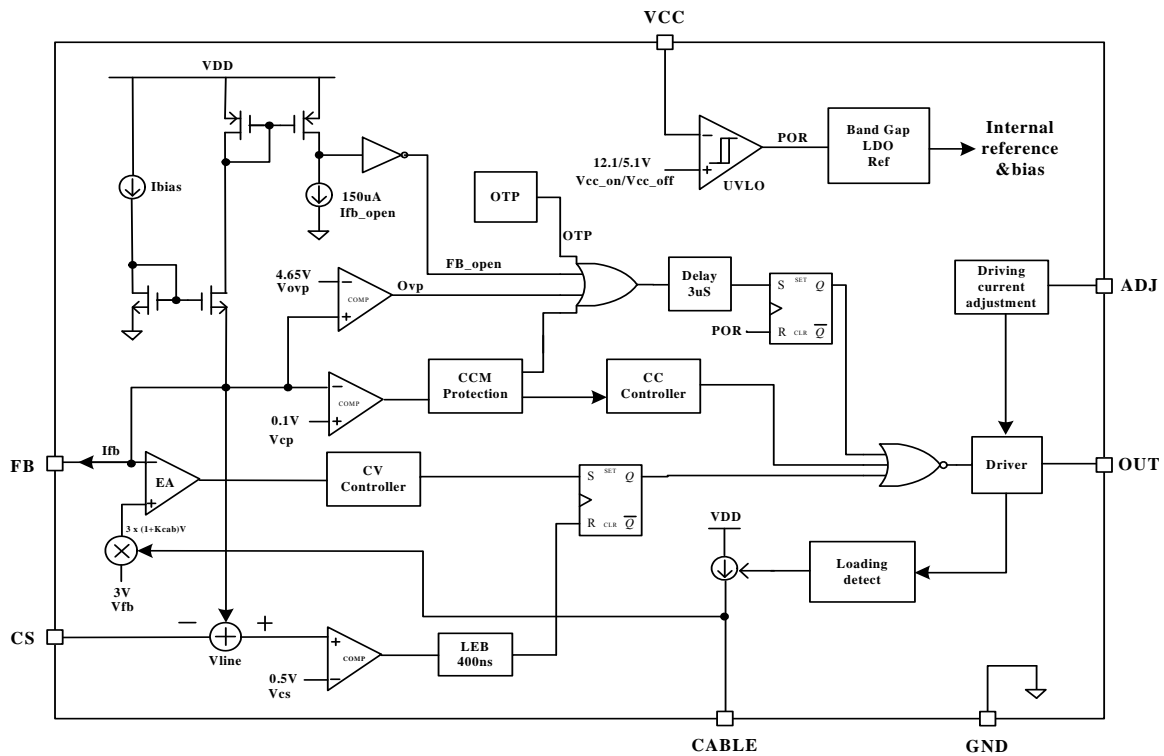 VCC
VDD
Ibias
150uA
Ifb_open
12.1/5.1V
Vcc_on/Vcc_off
UVLO
POR
Band Gap
LDO
Ref
Internal
reference
&bias
OTP
OTP
FB_open
4.65V
Vovp
COMP
Ovp
Delay
3uS
S SET Q
R CLR Q
POR
Driving
current
adjustment
ADJ
0.1V
Vcp
COMP
CCM
Protection
CC
Controller
FB
Ifb
EA
CV
Controller
S SET Q
R CLR Q
Driver
OUT
3 x (1+Kcab)V
3V
Vfb
VDD
Loading
detect
CS
Vline
0.5V
Vcs
COMP
LEB
400ns
CABLE
GND